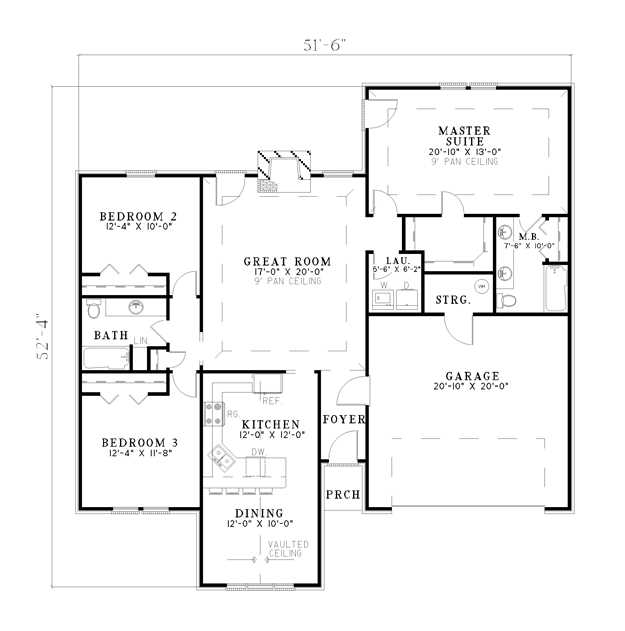 51'-6"
52'-4"
MASTER
SUITE
20'-10" X 13'-0"
9' PAN CEILING
BEDROOM 2
12'-4" X 10'-0"
GREAT ROOM
17'-0" X 20'-0"
9' PAN CEILING
LAU.
5'-6" X 6'-2"
W
D
M.B.
7'-6" X 10'-0"
STRG.
WH
BATH
LIN.
GARAGE
20'-10" X 20'-0"
REF.
RG.
KITCHEN
12'-0" X 12'-0"
FOYER
DW.
BEDROOM 3
12'-4" X 11'-8"
PRCH
DINING
12'-0" X 10'-0"
VAULTED
CEILING